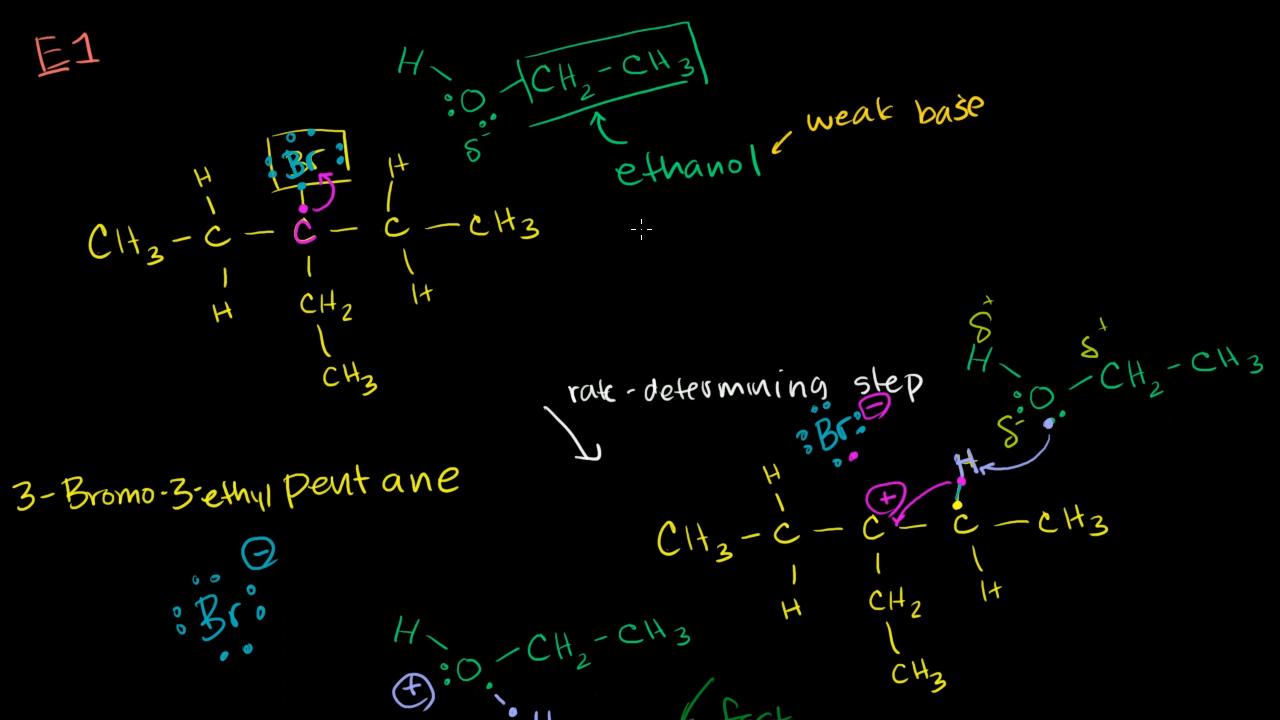 E1
H
O
CH2-CH3
δ-
ethanol
weak base
Br
H H
CH3-C-C-C-CH3
H H
CH2
CH3
3-Bromo-3-ethyl pentane
rate-determining step
Br -
δ+ δ+
H
O-CH2-CH3
δ-
H + H
CH3-C-C-C-CH3
H H
CH2
CH3
Br -
H
O-CH2-CH3
+
H
fast